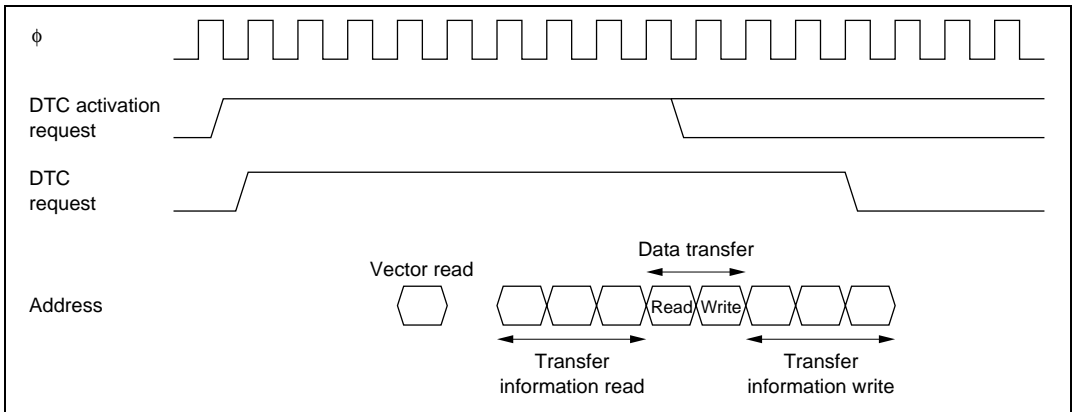 ϕ
DTC activation
request
DTC
request
Data transfer
Vector read
Address
Read Write
Transfer
information read
Transfer
information write